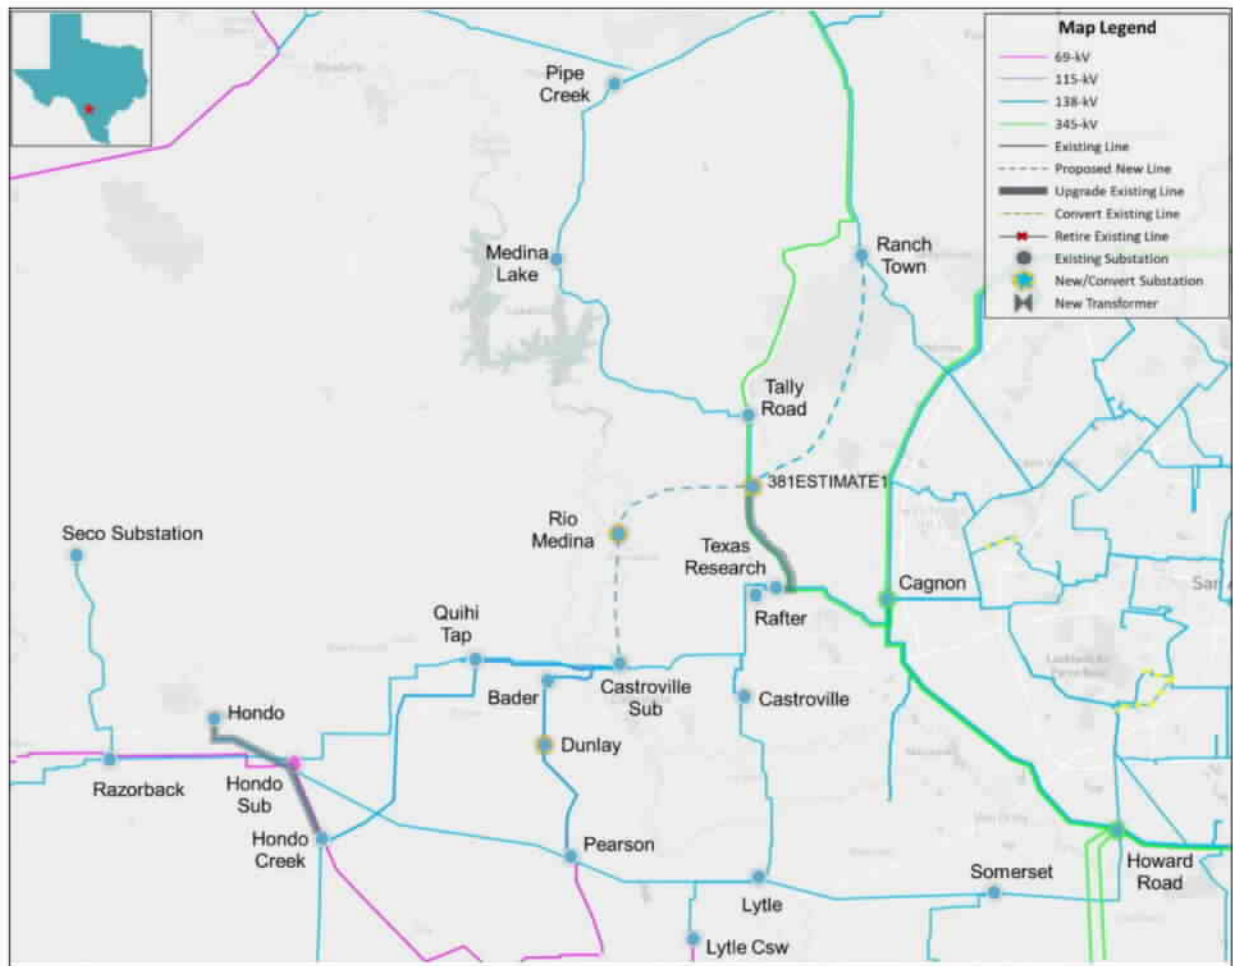 Map Legend
69-kV
115-kV
138-kV
345-kV
Existing Line
Proposed New Line
Upgrade Existing Line
Convert Existing Line
Retire Existing Line
Existing Substation
New/Convert Substation
New Transformer
Pipe
Creek
Ranch
Town
Medina
Lake
Tally
Road
381ESTIMATE1
Rio
Medina
Seco Substation
Texas
Research
Cagnon
San
Rafter
Quihi
Tap
Bader
Castroville
Sub
Castroville
Hondo
Dunlay
Razorback
Hondo
Sub
Hondo
Creek
Pearson
Somerset
Howard
Road
Lytle
Lytle Csw